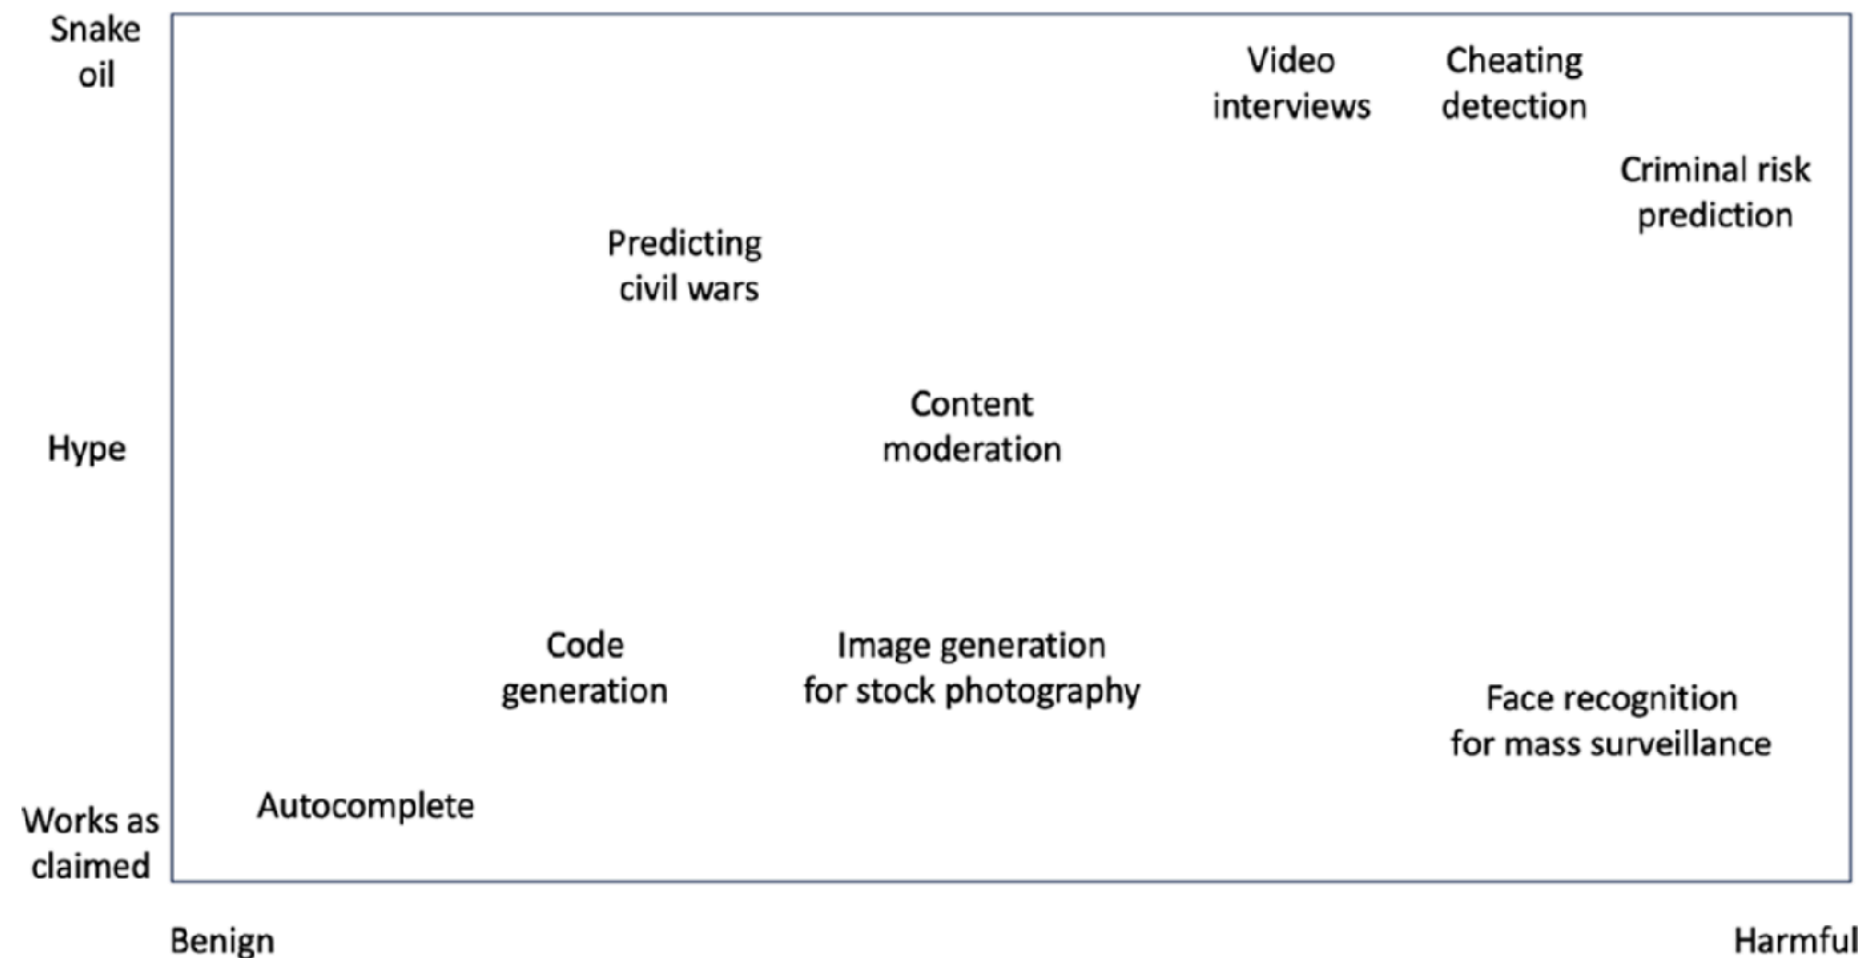 Snake
oil
Video
interviews
Cheating
detection
Criminal risk
prediction
Predicting
civil wars
Content
moderation
Hype
Code
generation
Image generation
for stock photography
Face recognition
for mass surveillance
Autocomplete
Works as
claimed
Benign
Harmful